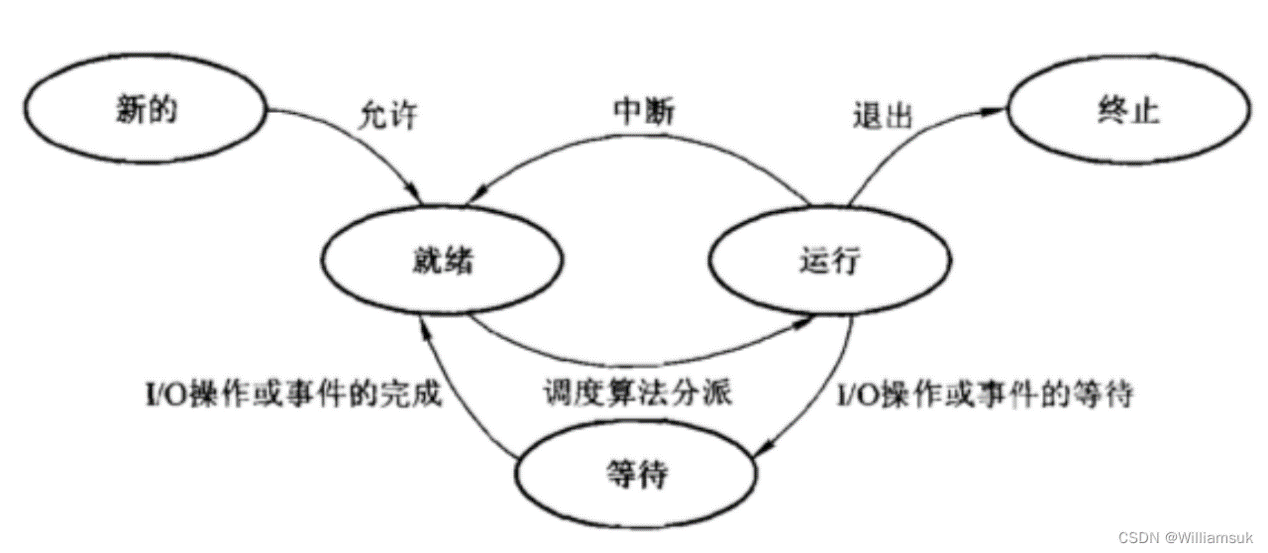 新的
允许
中断
退出
终止
就绪
运行
I/O操作或事件的完成
调度算法分派
I/O操作或事件的等待
等待
CSDN @Williamsuk